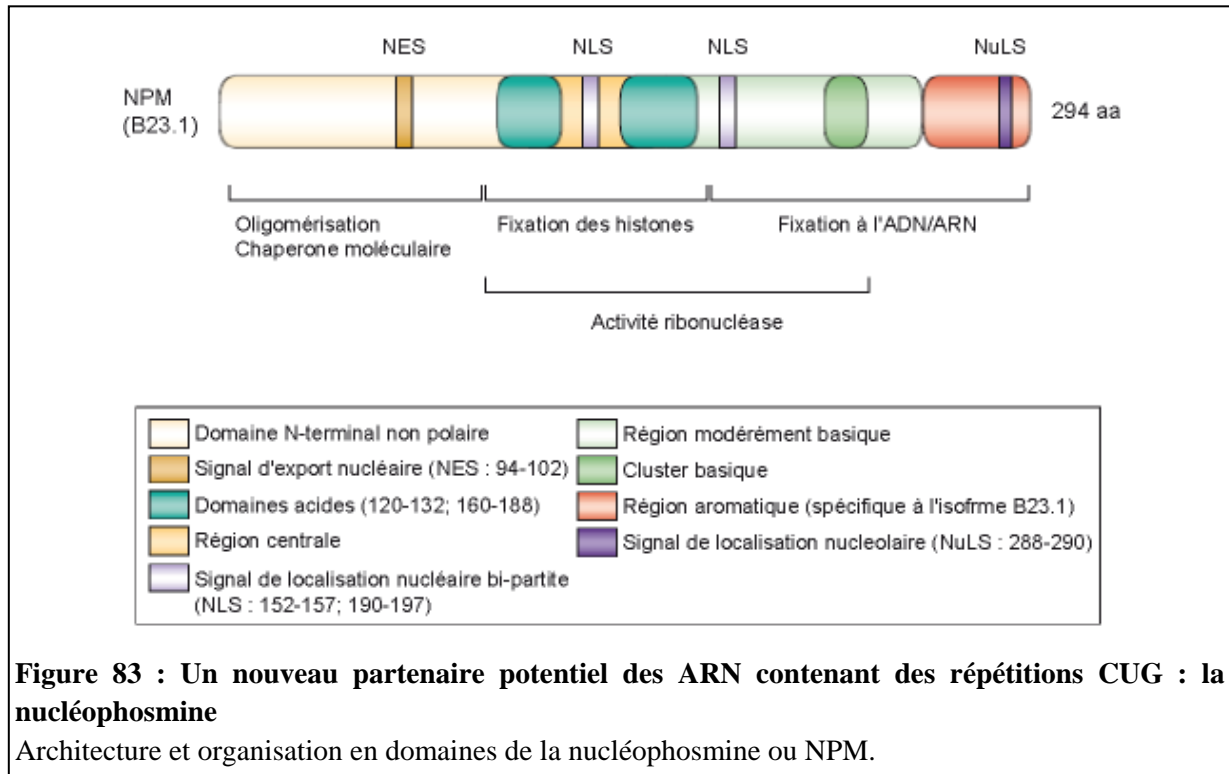 NES NLS NLS NuLS
NPM
(B23.1)
294 aa
Oligomérisation
Chaperone moléculaire
Fixation des histones
Fixation à l'ADN/ARN
Activité ribonucléase
Domaine N-terminal non polaire
Signal d'export nucléaire (NES : 94-102)
Domaines acides (120-132; 160-188)
Région centrale
Signal de localisation nucléaire bi-partite
(NLS : 152-157; 190-197)
Région modérément basique
Cluster basique
Région aromatique (spécifique à l'isofrme B23.1)
Signal de localisation nucleolaire (NuLS : 288-290)
Figure 83 : Un nouveau partenaire potentiel des ARN contenant des répétitions CUG : la
nucléophosmine
Architecture et organisation en domaines de la nucléophosmine ou NPM.